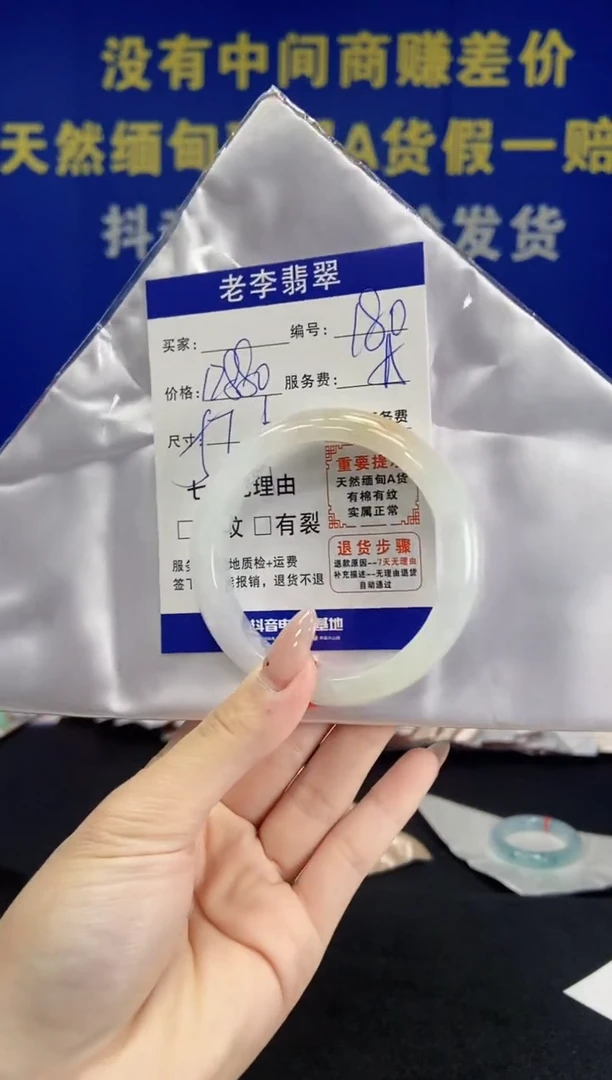 没有中间商赚差价
天然缅甸 A货假一赔
抖 发货
老李翡翠
买家: 编号: 180
价格: 服务费: A
尺寸: 57 务费
重要提
天然缅甸A货
有棉有纹
实属正常
七 理由
□ 纹 □有裂
退货步骤
退款原因--7天无理由
补充描述--无理由退货
自动通过
服 地质检+运费
签 报销，退货不退
抖音电 基地